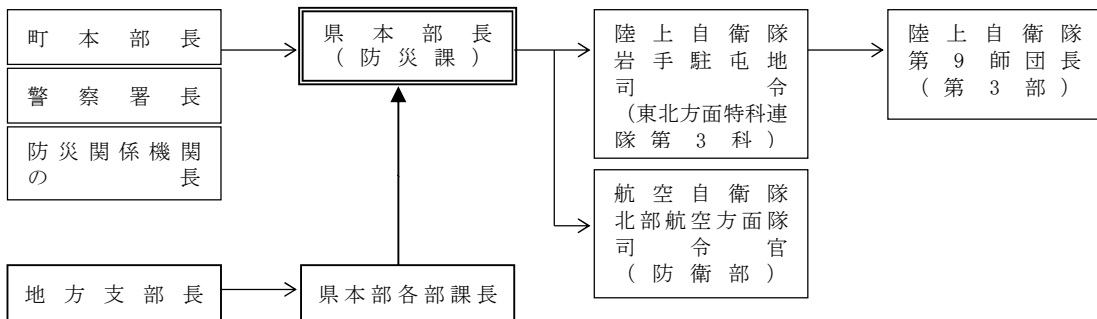 町本部長
警察署長
防災関係機関
の長
地方支部長
県本部長
(防災課)
県本部各部課長
陸上自衛隊
岩手駐屯地
司令
(東北方面特科連
隊第3科)
航空自衛隊
北部航空方面隊
司令官
(防衛部)
陸上自衛隊
第9師団長
(第3部)